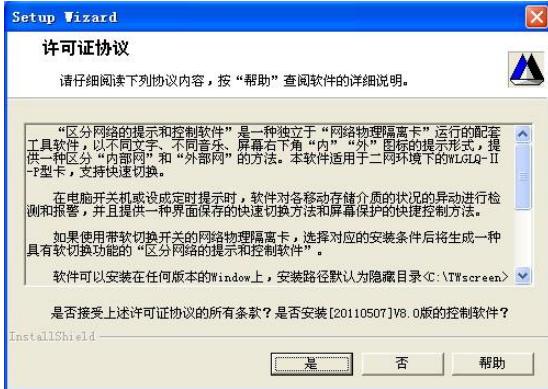 Setup Wizard
许可证协议
请仔细阅读下列协议内容，按“帮助”查阅软件的详细说明。
“区分网络的提示和控制软件”是一种独立于“网络物理隔离卡”运行的配套
工具软件，以不同文字、不同音乐、屏幕右下角“内”“外”图标的提示形式，提
供一种区分“内部网”和“外部网”的方法。本软件适用于二网环境下的WLGLQ-II
-P型卡，支持快速切换。
在电脑开关机或设成定时提示时，软件对各移动存储介质的状况的异动进行检
测和报警，并且提供一种界面保存的快速切换方法和屏幕保护的快捷控制方法。
如果使用带软切换开关的网络物理隔离卡，选择对应的安装条件后将生成一种
具有软切换功能的“区分网络的提示和控制软件”。
软件可以安装在任何版本的Window上，安装路径默认为隐藏目录<C:\TWscreen>
是否接受上述许可证协议的所有条款？是否安装[20110507]V8.0版的控制软件？
InstallShield
是
否
帮助